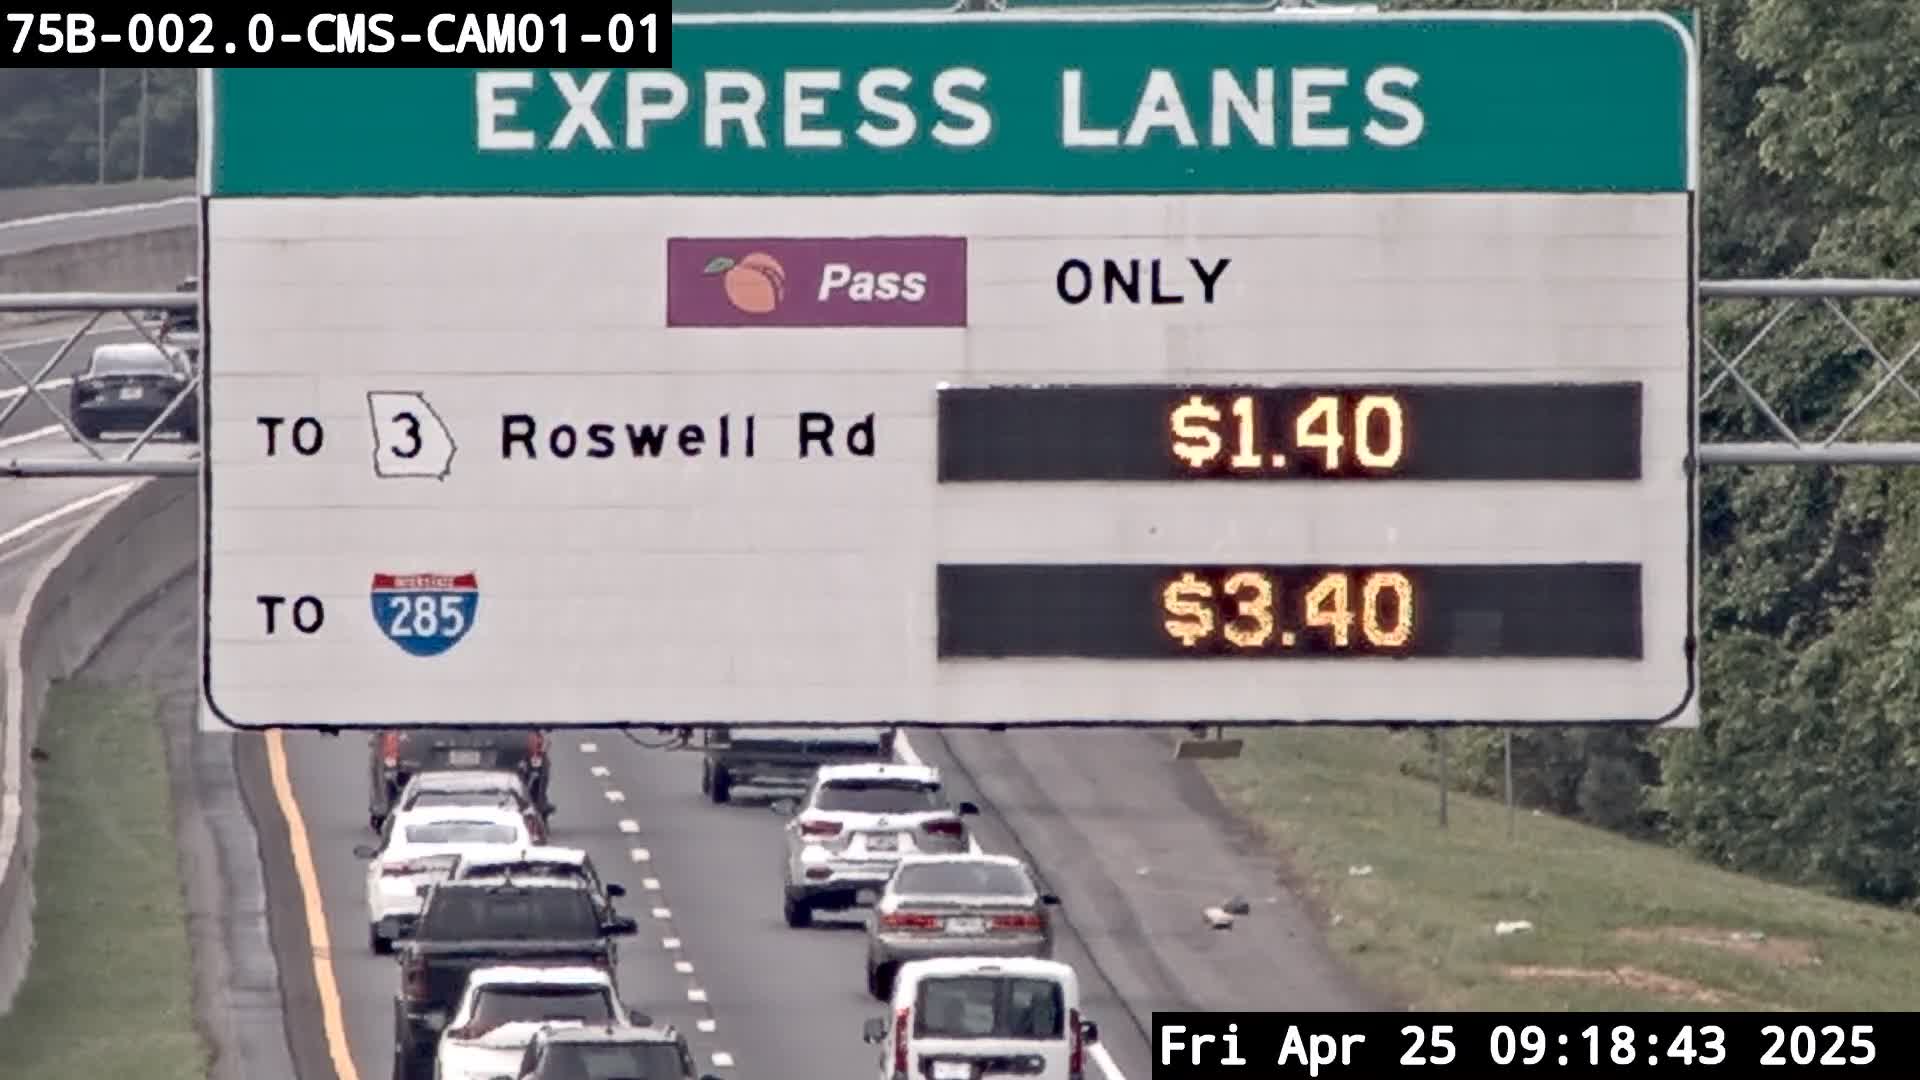 75B-002.0-CMS-CAM01-01
EXPRESS LANES
Pass ONLY
TO 3 Roswell Rd $1.40
INTERSTATE
TO 285 $3.40
Fri Apr 25 09:18:43 2025